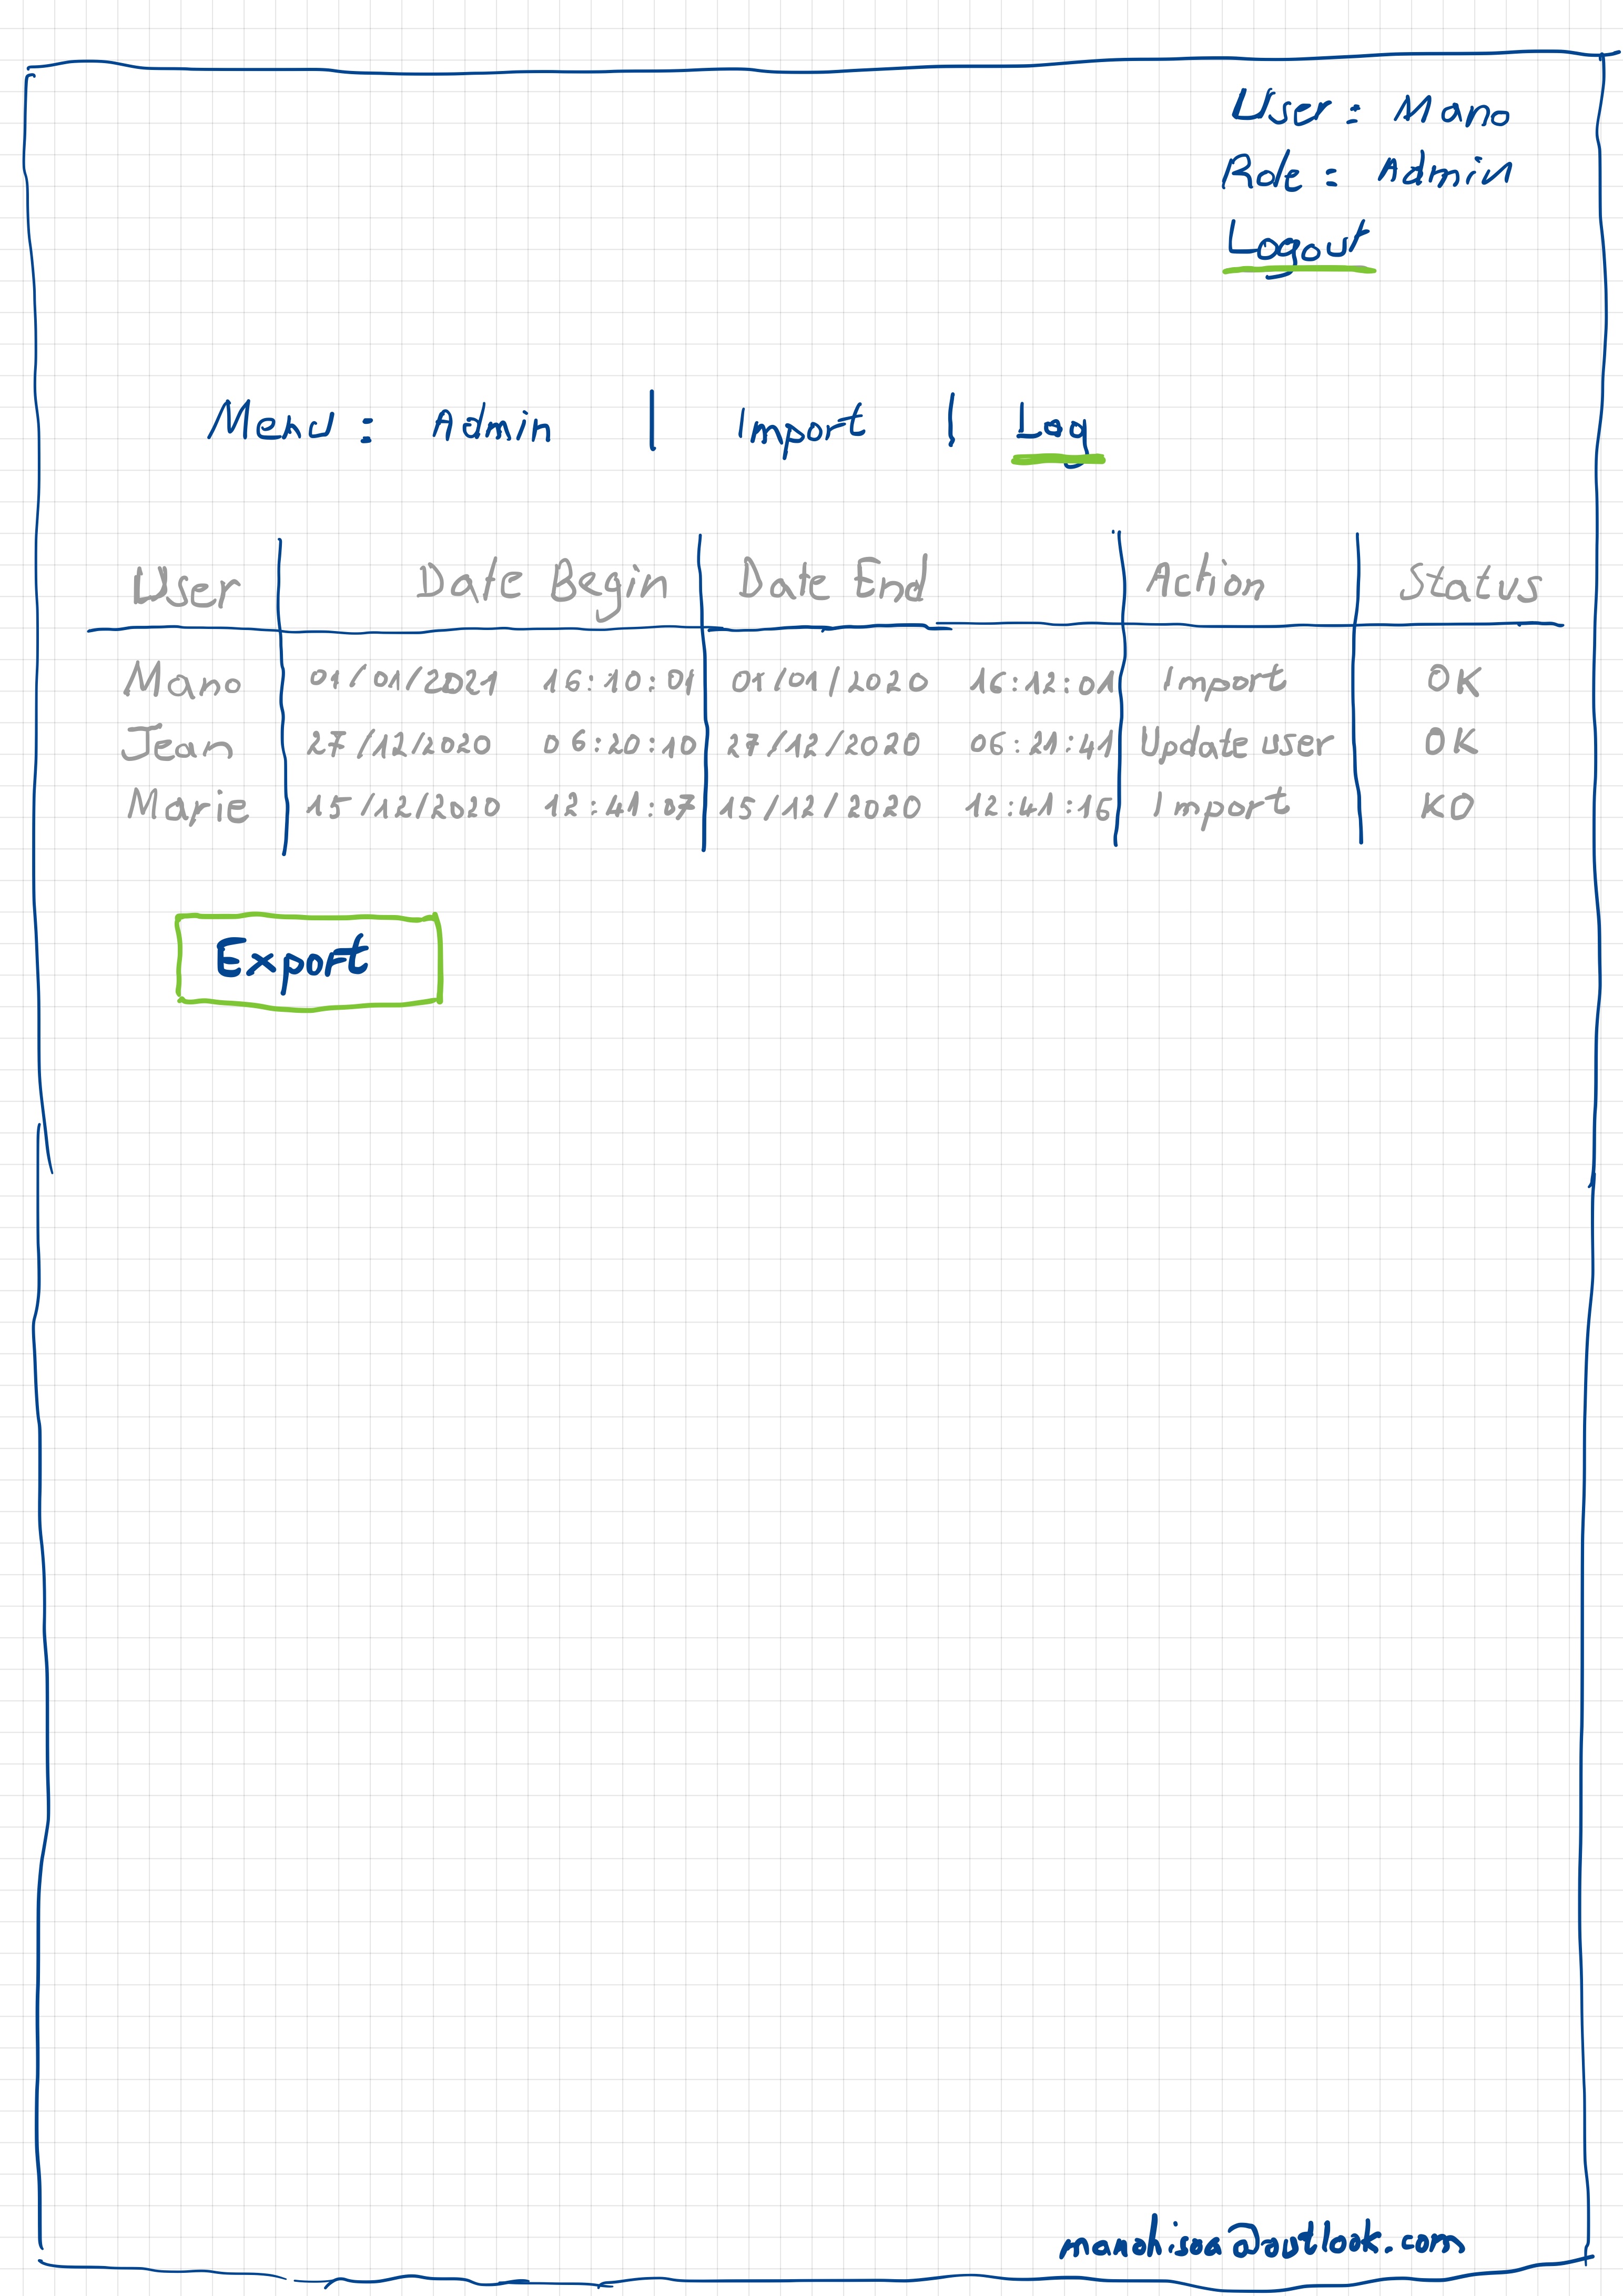 User : Mano
Role : Admin
Logout
Menu : Admin | Import | Log
User | Date Begin | Date End | Action | Status
Mano | 01/01/2021 16:10:01 | 01/01/2020 16:12:01 | Import | OK
Jean | 27/12/2020 06:20:10 | 27/12/2020 06:21:41 | Update user | OK
Marie | 15/12/2020 12:41:07 | 15/12/2020 12:41:16 | Import | KO
Export
manohisoa@outlook.com